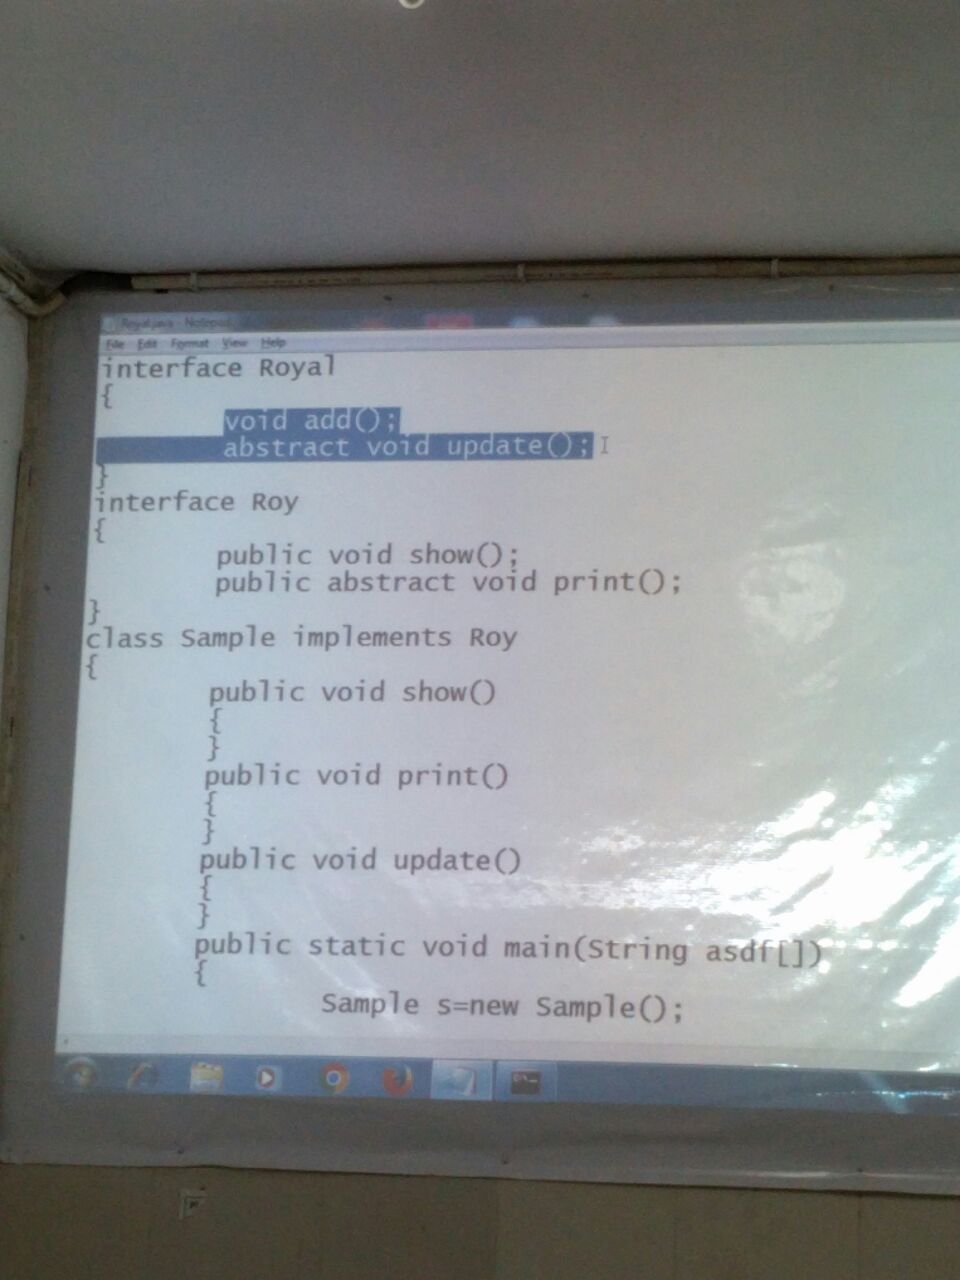 Royal.java - Notepad
File Edit Format View Help
interface Royal
{
void add();
abstract void update();
}
interface Roy
{
public void show();
public abstract void print();
}
class Sample implements Roy
{
public void show()
{
}
public void print()
{
}
public void update()
{
}
public static void main(String asdf[])
{
Sample s=new Sample();